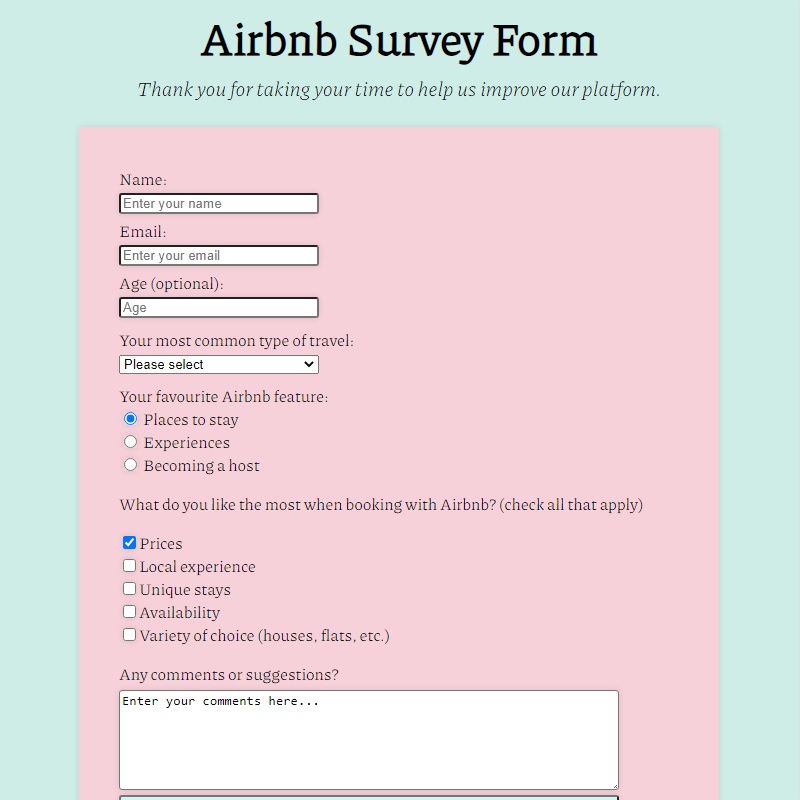 Airbnb Survey Form
Thank you for taking your time to help us improve our platform.
Name:
Enter your name
Email:
Enter your email
Age (optional):
Age
Your most common type of travel:
Please select
Your favourite Airbnb feature:
Places to stay
Experiences
Becoming a host
What do you like the most when booking with Airbnb? (check all that apply)
Prices
Local experience
Unique stays
Availability
Variety of choice (houses, flats, etc.)
Any comments or suggestions?
Enter your comments here...